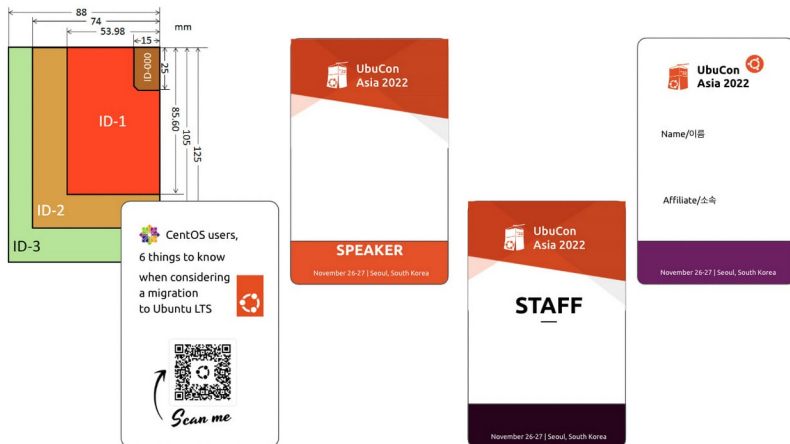 88
74
53.98
15
mm
ID-000
25
ID-1
85.60
105
125
ID-2
ID-3
CentOS users,
6 things to know
when considering
a migration
to Ubuntu LTS
Scan me
UbuCon
Asia 2022
SPEAKER
November 26-27 | Seoul, South Korea
UbuCon
Asia 2022
STAFF
November 26-27 | Seoul, South Korea
UbuCon
Asia 2022
Name/이름
Affiliate/소속
November 26-27 | Seoul, South Korea